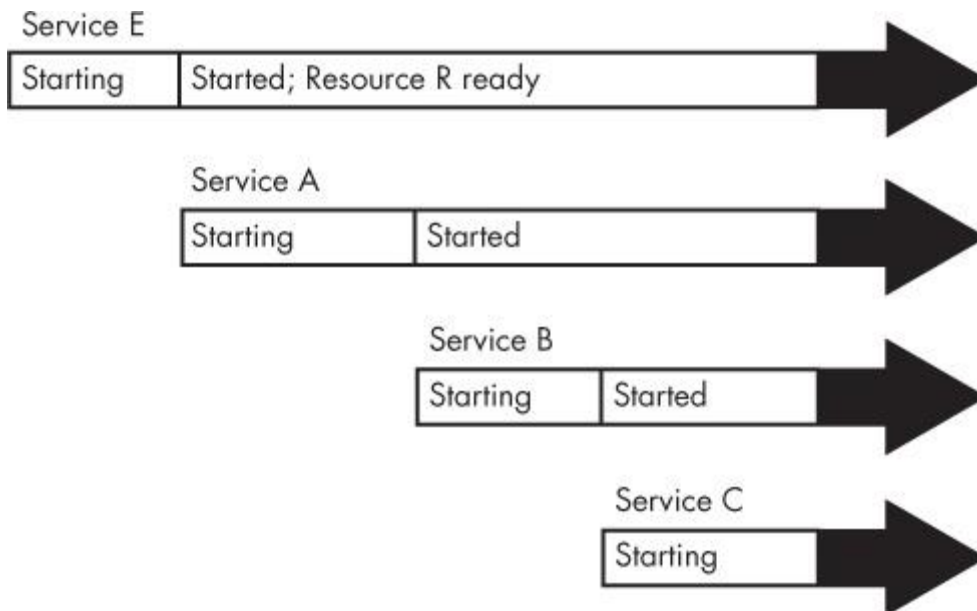 Service E
Starting Started; Resource R ready
Service A
Starting Started
Service B
Starting Started
Service C
Starting